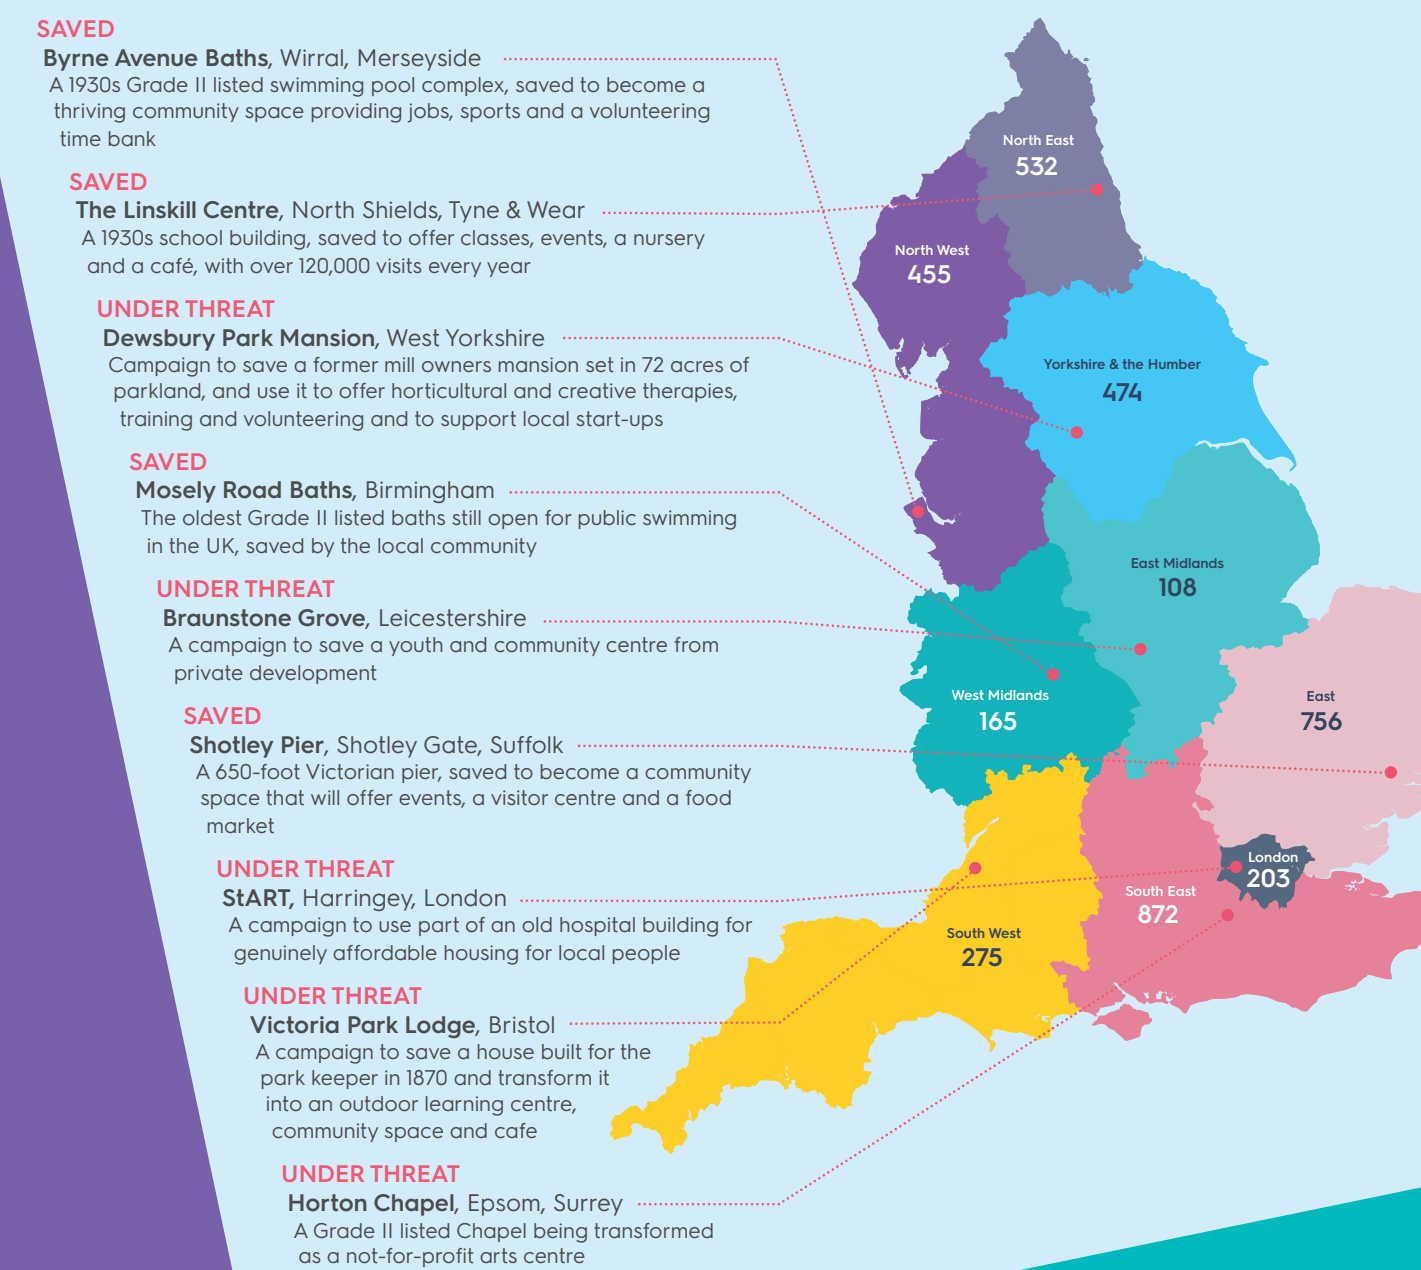 SAVED
Byrne Avenue Baths, Wirral, Merseyside
A 1930s Grade II listed swimming pool complex, saved to become a
thriving community space providing jobs, sports and a volunteering
time bank
SAVED
The Linskill Centre, North Shields, Tyne & Wear
A 1930s school building, saved to offer classes, events, a nursery
and a café, with over 120,000 visits every year
UNDER THREAT
Dewsbury Park Mansion, West Yorkshire
Campaign to save a former mill owners mansion set in 72 acres of
parkland, and use it to offer horticultural and creative therapies,
training and volunteering and to support local start-ups
SAVED
Mosely Road Baths, Birmingham
The oldest Grade II listed baths still open for public swimming
in the UK, saved by the local community
UNDER THREAT
Braunstone Grove, Leicestershire
A campaign to save a youth and community centre from
private development
SAVED
Shotley Pier, Shotley Gate, Suffolk
A 650-foot Victorian pier, saved to become a community
space that will offer events, a visitor centre and a food
market
UNDER THREAT
StART, Harringey, London
A campaign to use part of an old hospital building for
genuinely affordable housing for local people
UNDER THREAT
Victoria Park Lodge, Bristol
A campaign to save a house built for the
park keeper in 1870 and transform it
into an outdoor learning centre,
community space and cafe
UNDER THREAT
Horton Chapel, Epsom, Surrey
A Grade II listed Chapel being transformed
as a not-for-profit arts centre
North East
532
North West
455
Yorkshire & the Humber
474
East Midlands
108
West Midlands
165
East
756
London
203
South East
872
South West
275